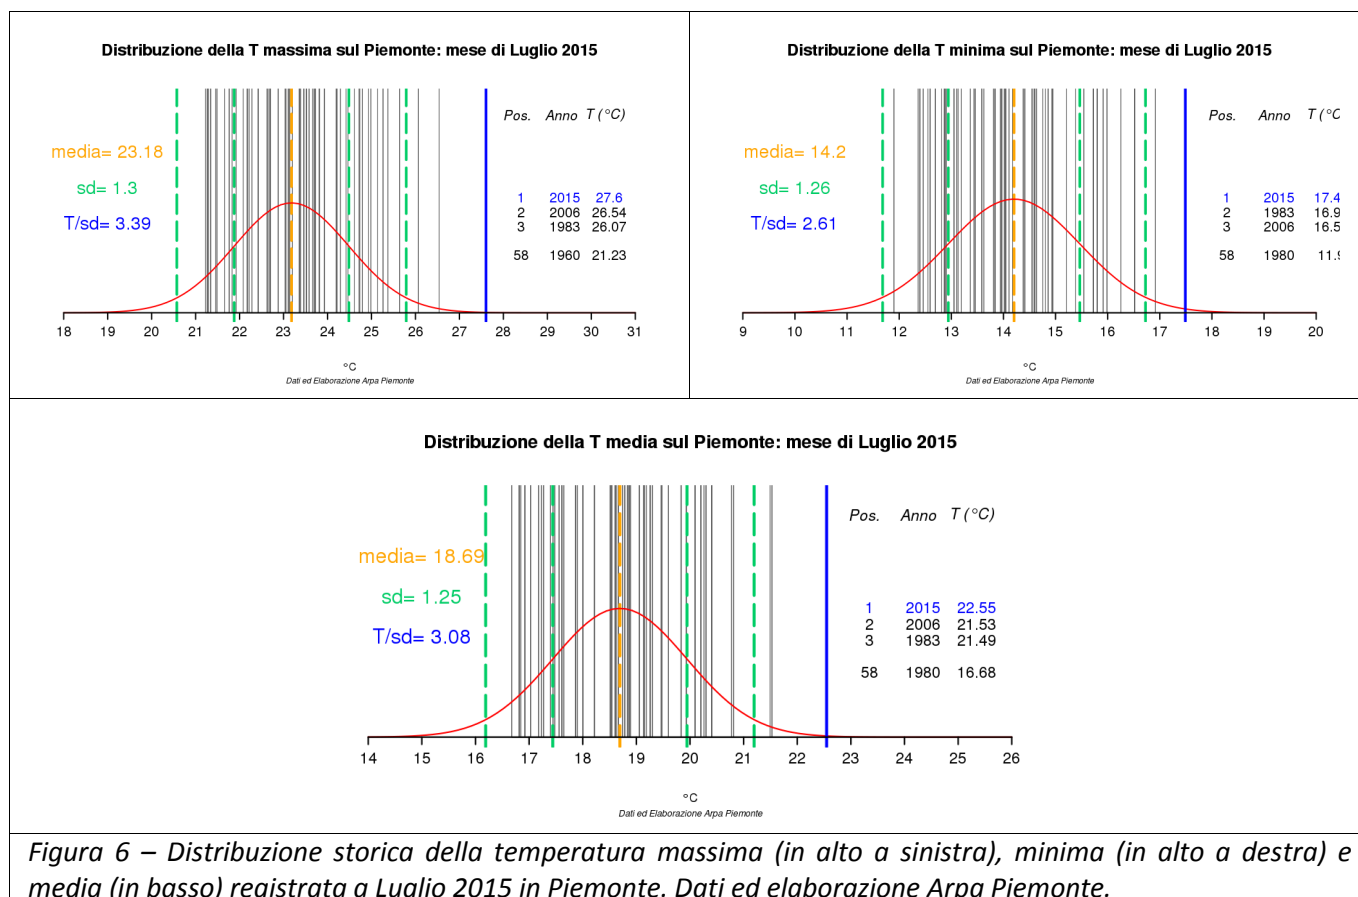 Distribuzione della T massima sul Piemonte: mese di Luglio 2015
Pos. Anno T (°C)
media= 23.18
sd= 1.3
T/sd= 3.39
1 2015 27.6
2 2006 26.54
3 1983 26.07
58 1960 21.23
18 19 20 21 22 23 24 25 26 27 28 29 30 31
°C
Dati ed Elaborazione Arpa Piemonte
Distribuzione della T minima sul Piemonte: mese di Luglio 2015
Pos. Anno T (°C
media= 14.2
sd= 1.26
T/sd= 2.61
1 2015 17.4
2 1983 16.9
3 2006 16.5
58 1980 11.9
9 10 11 12 13 14 15 16 17 18 19 20
°C
Dati ed Elaborazione Arpa Piemonte
Distribuzione della T media sul Piemonte: mese di Luglio 2015
Pos. Anno T (°C)
media= 18.69
sd= 1.25
T/sd= 3.08
1 2015 22.55
2 2006 21.53
3 1983 21.49
58 1980 16.68
14 15 16 17 18 19 20 21 22 23 24 25 26
°C
Dati ed Elaborazione Arpa Piemonte
Figura 6 – Distribuzione storica della temperatura massima (in alto a sinistra), minima (in alto a destra) e
media (in basso) registrata a Luglio 2015 in Piemonte. Dati ed elaborazione Arpa Piemonte.